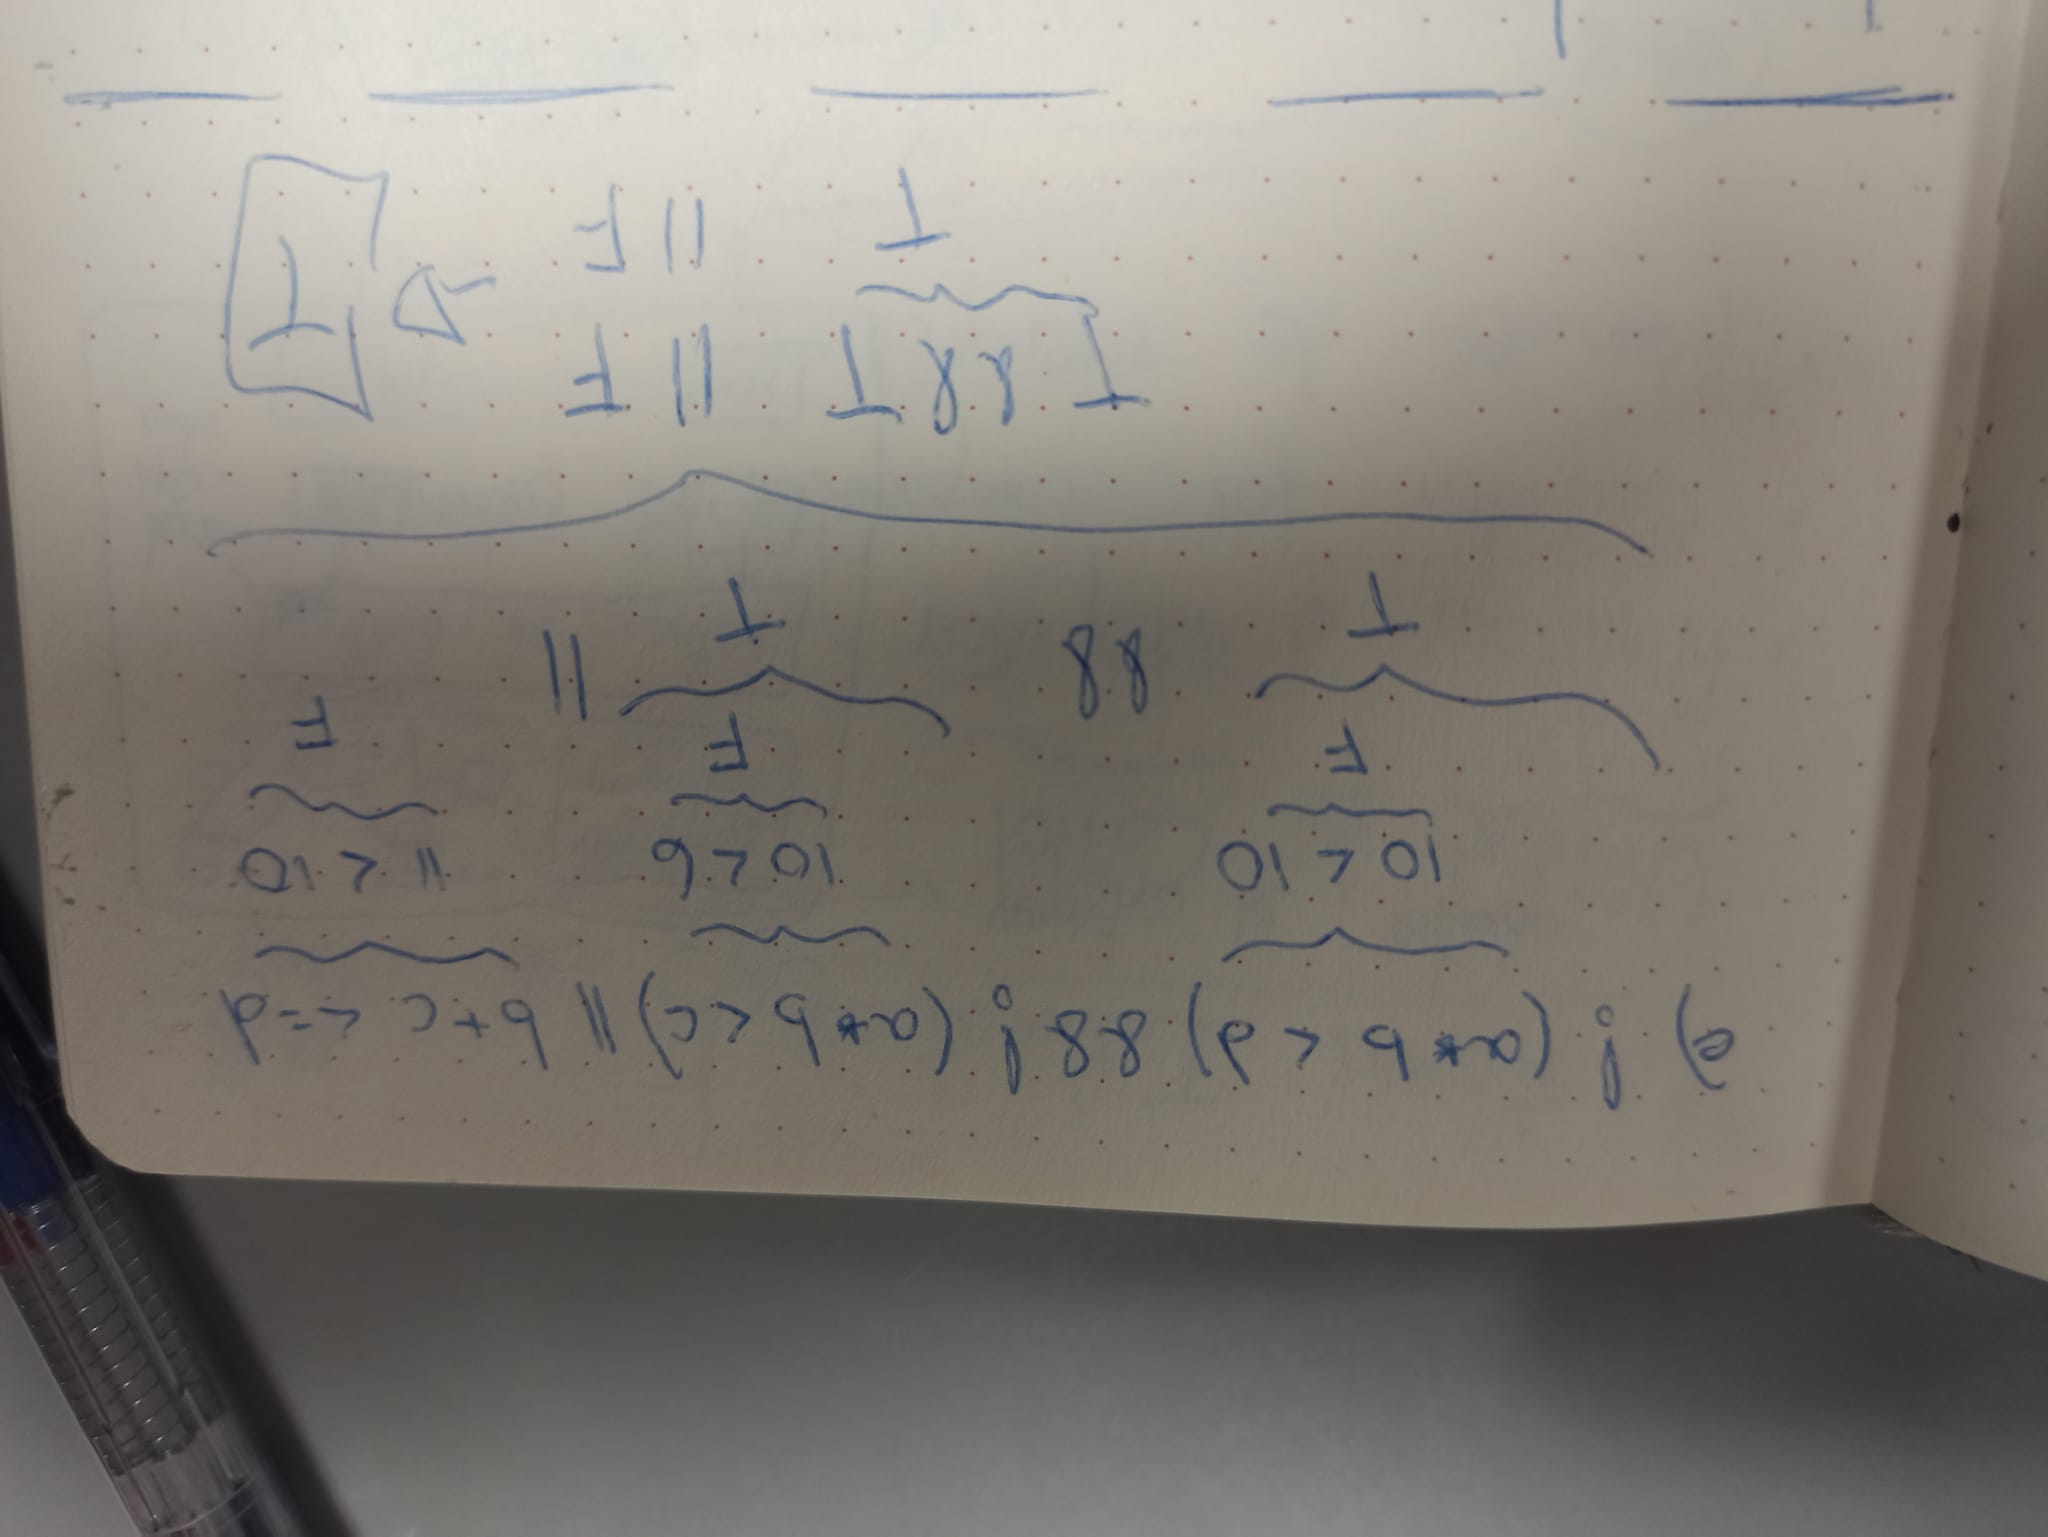 e) ! (a*b < d) && ! (a*b < c) || b+c <= d
10 < 10 10 < 6 11 < 10
F F F
T && T ||
T && T || F
T || F → T